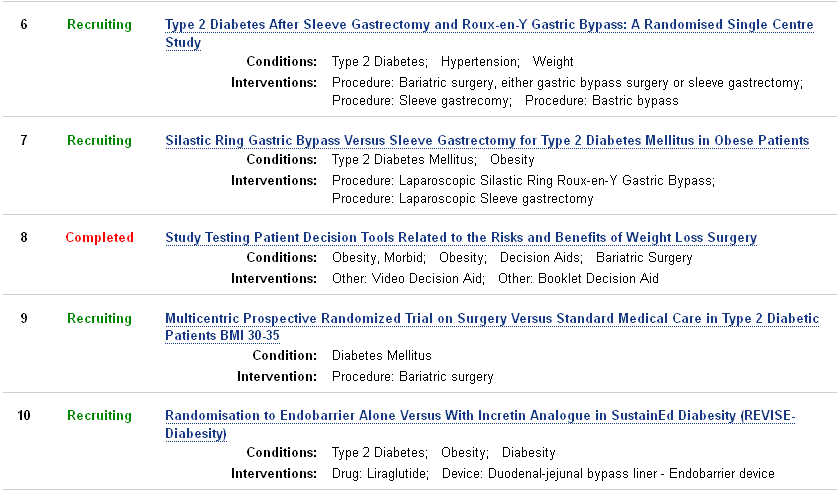 6 Recruiting Type 2 Diabetes After Sleeve Gastrectomy and Roux-en-Y Gastric Bypass: A Randomised Single Centre
Study
Conditions: Type 2 Diabetes; Hypertension; Weight
Interventions: Procedure: Bariatric surgery, either gastric bypass surgery or sleeve gastrectomy;
Procedure: Sleeve gastrecomy; Procedure: Bastric bypass
7 Recruiting Silastic Ring Gastric Bypass Versus Sleeve Gastrectomy for Type 2 Diabetes Mellitus in Obese Patients
Conditions: Type 2 Diabetes Mellitus; Obesity
Interventions: Procedure: Laparoscopic Silastic Ring Roux-en-Y Gastric Bypass;
Procedure: Laparoscopic Sleeve gastrectomy
8 Completed Study Testing Patient Decision Tools Related to the Risks and Benefits of Weight Loss Surgery
Conditions: Obesity, Morbid; Obesity; Decision Aids; Bariatric Surgery
Interventions: Other: Video Decision Aid; Other: Booklet Decision Aid
9 Recruiting Multicentric Prospective Randomized Trial on Surgery Versus Standard Medical Care in Type 2 Diabetic
Patients BMI 30-35
Condition: Diabetes Mellitus
Intervention: Procedure: Bariatric surgery
10 Recruiting Randomisation to Endobarrier Alone Versus With Incretin Analogue in SustainEd Diabesity (REVISE-
Diabesity)
Conditions: Type 2 Diabetes; Obesity; Diabesity
Interventions: Drug: Liraglutide; Device: Duodenal-jejunal bypass liner - Endobarrier device